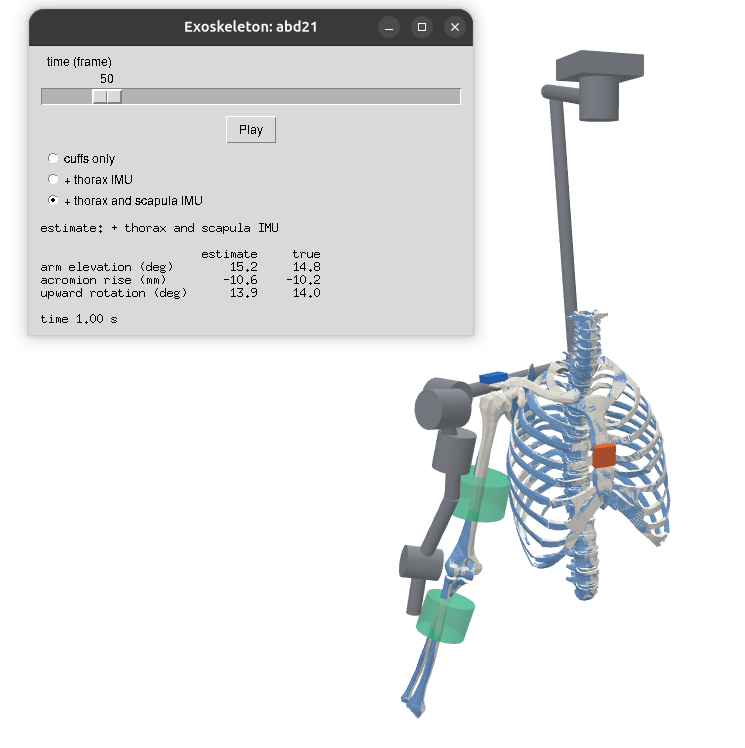 Exoskeleton: abd21
time (frame)
50
Play
cuffs only
+ thorax IMU
+ thorax and scapula IMU
estimate: + thorax and scapula IMU
estimate true
arm elevation (deg) 15.2 14.8
acromion rise (mm) -10.6 -10.2
upward rotation (deg) 13.9 14.0
time 1.00 s